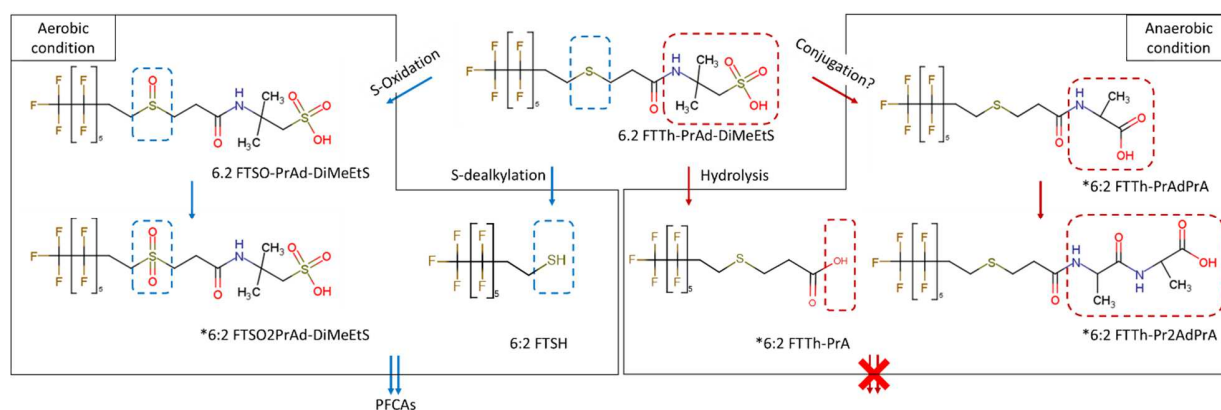 Aerobic
condition
S-Oxidation
6.2 FTTh-PrAd-DiMeEtS
Conjugation?
Anaerobic
condition
6.2 FTSO-PrAd-DiMeEtS
S-dealkylation
Hydrolysis
*6:2 FTTh-PrAdPrA
*6:2 FTSO2PrAd-DiMeEtS
6:2 FTSH
*6:2 FTTh-PrA
*6:2 FTTh-Pr2AdPrA
PFCAs